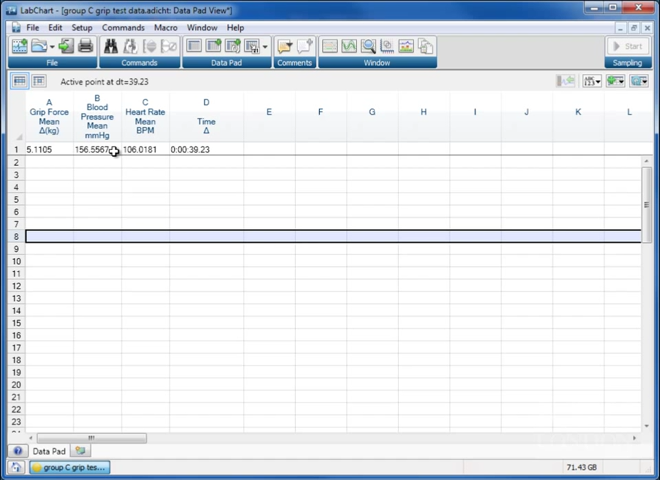 LabChart - [group C grip test data.adicht: Data Pad View*]
File Edit Setup Commands Macro Window Help
Start
File Commands Data Pad Comments Window Sampling
Active point at dt=39.23
A B C D E F G H I J K L
Grip Force Mean Δ(kg)
Blood Pressure Mean mmHg
Heart Rate Mean BPM
Time Δ
1 5.1105 156.5567 106.0181 0:00:39.23
2
3
4
5
6
7
8
9
10
11
12
13
14
15
16
17
18
19
20
21
22
23
Data Pad
group C grip tes...
71.43 GB